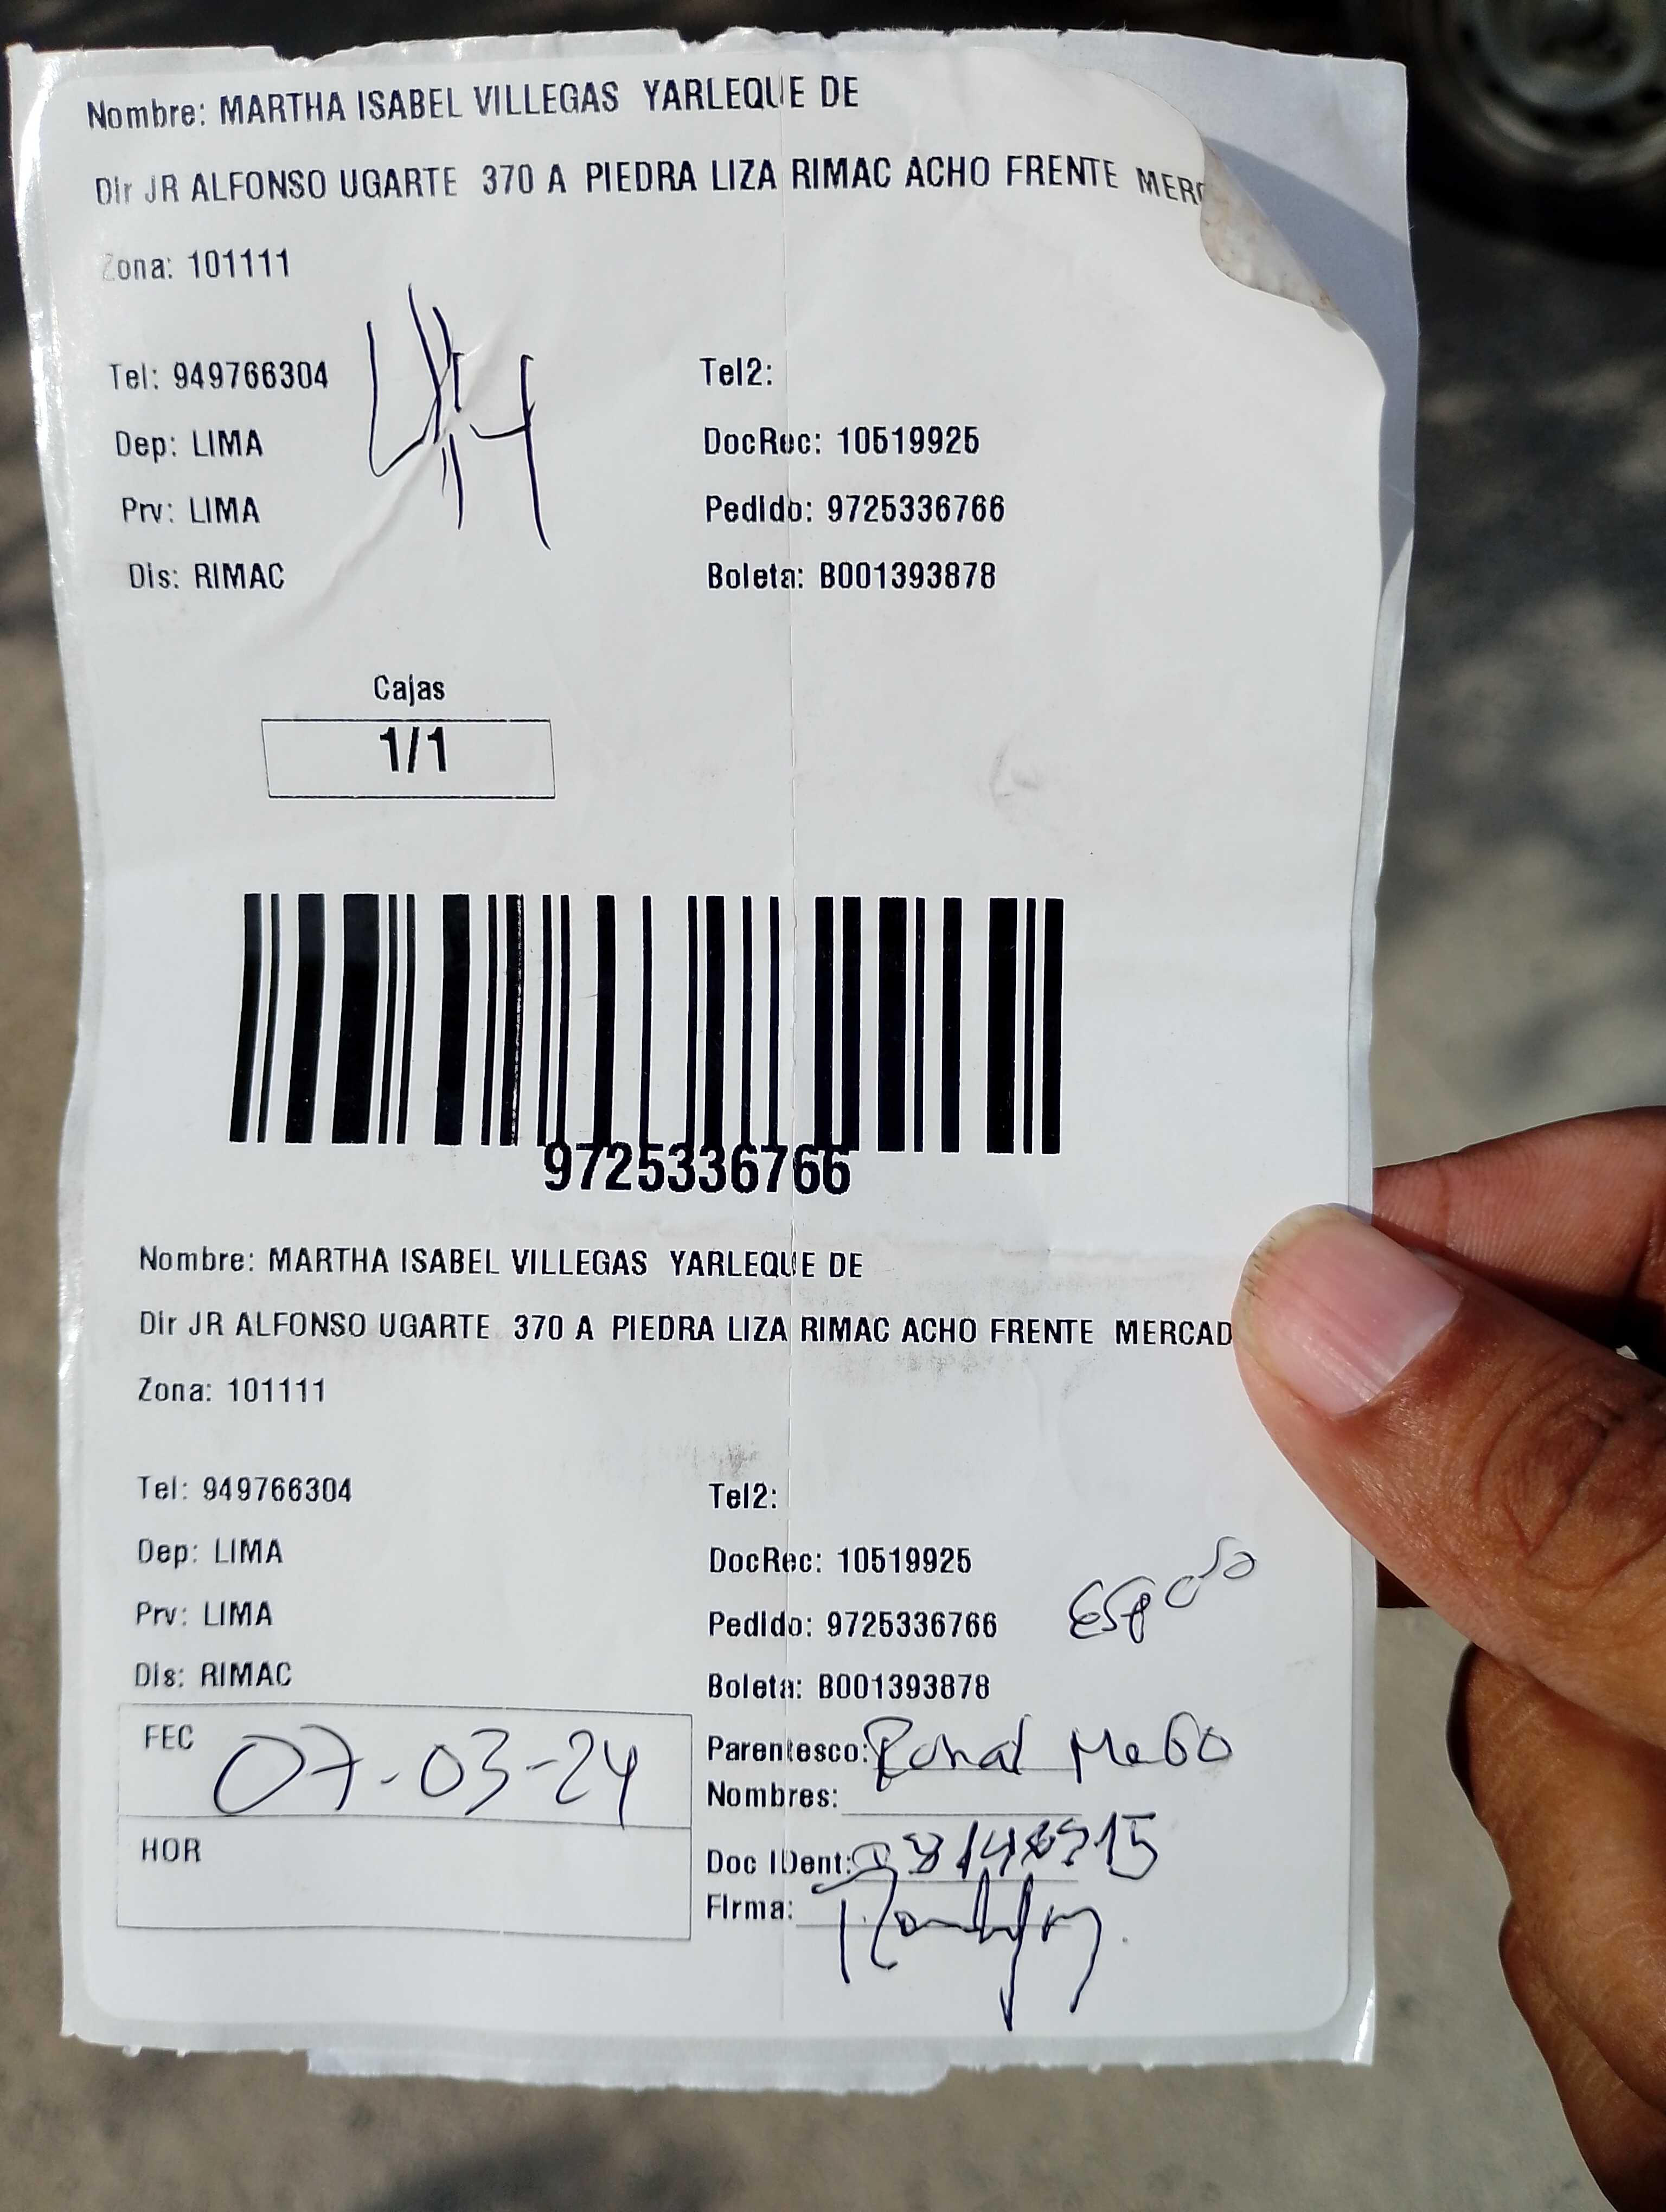 Nombre: MARTHA ISABEL VILLEGAS YARLEQUE DE
Dir JR ALFONSO UGARTE 370 A PIEDRA LIZA RIMAC ACHO FRENTE MERC
Zona: 101111
Tel: 949766304 Tel2:
Dep: LIMA DocRec: 10519925
Prv: LIMA Pedido: 9725336766
Dis: RIMAC Boleta: B001393878
Cajas
1/1
9725336766
Nombre: MARTHA ISABEL VILLEGAS YARLEQUE DE
Dir JR ALFONSO UGARTE 370 A PIEDRA LIZA RIMAC ACHO FRENTE MERCAD
Zona: 101111
Tel: 949766304 Tel2:
Dep: LIMA DocRec: 10519925
Prv: LIMA Pedido: 9725336766 Esposo
Dis: RIMAC Boleta: B001393878
FEC 07-03-24 Parentesco: Ronal
Nombres:
HOR Doc IDent:
Firma: